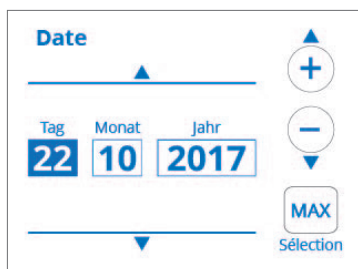 Date
Tag Monat Jahr
22 10 2017
+
−
MAX
Sélection